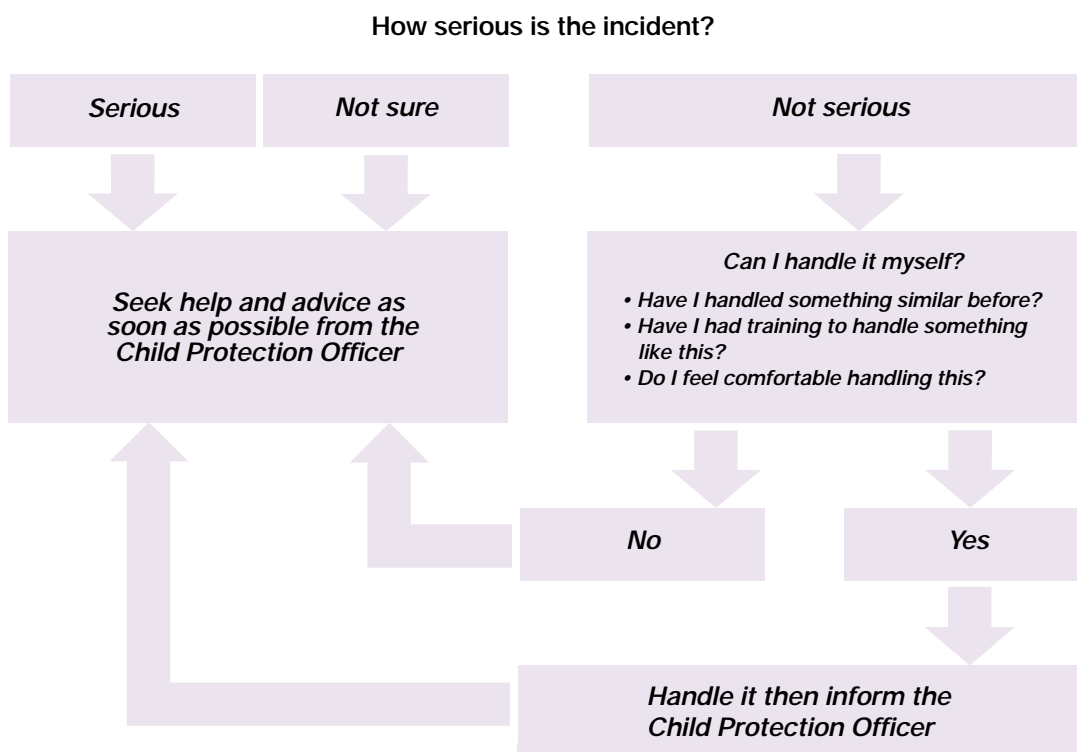 How serious is the incident?
Serious
Not sure
Not serious
Seek help and advice as
soon as possible from the
Child Protection Officer
Can I handle it myself?
• Have I handled something similar before?
• Have I had training to handle something
like this?
• Do I feel comfortable handling this?
No
Yes
Handle it then inform the
Child Protection Officer